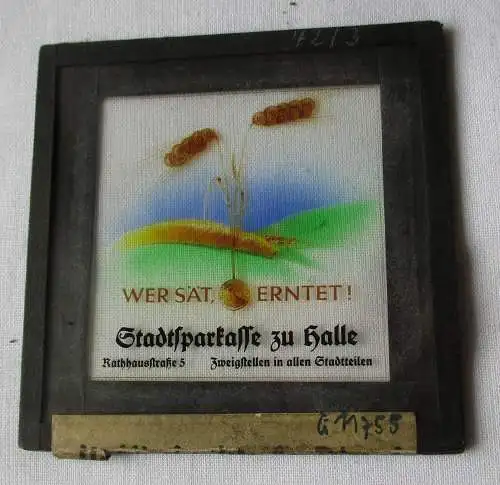 4213
WER SÄT, ERNTET!
Stadtsparkasse zu Halle
Rathhausstraße 5 Zweigstellen in allen Stadtteilen
G 11755